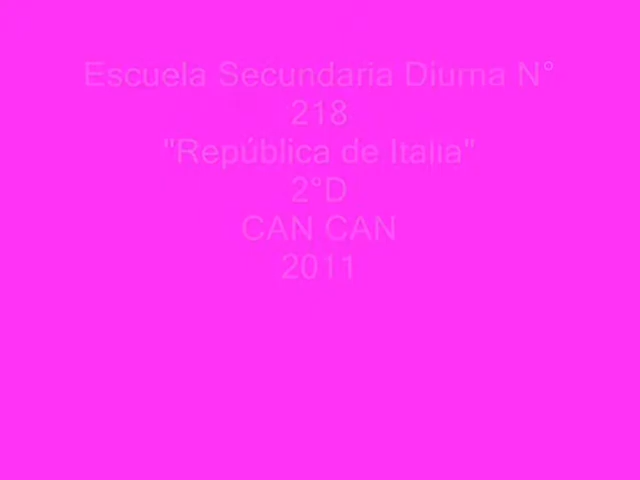 Escuela Secundaria Diurna N°
218
"República de Italia"
2°D
CAN CAN
2011